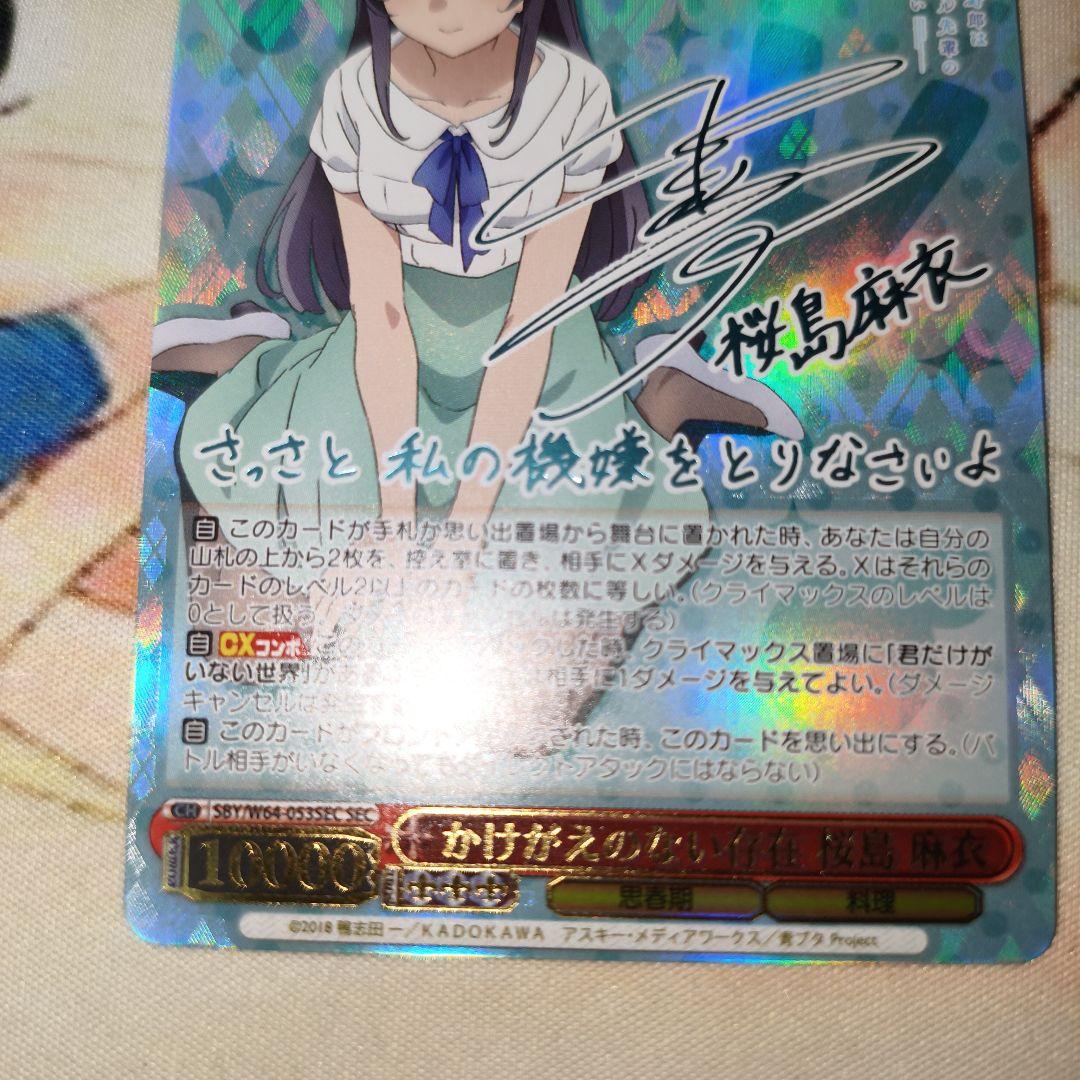 桜島麻衣
さっさと 私の機嫌をとりなさいよ
自 このカードが手札か思い出置場から舞台に置かれた時、あなたは自分の
山札の上から2枚を、控え室に置き、相手にXダメージを与える。Xはそれらの
カードのレベル2以上のカードの枚数に等しい。(クライマックスのレベルは
0として扱う は発生する)
自 CXコンボ した時、クライマックス置場に「君だけが
いない世界」が 相手に1ダメージを与えてよい。(ダメージ
キャンセルは
自 このカードが された時、このカードを思い出にする。(バ
トル相手がいなく アタックにはならない)
CH SBY/W64-053SEC SEC
かけがえのない存在 桜島 麻衣
10000
思春期 料理
©2018 鴨志田 一／KADOKAWA アスキー・メディアワークス／青ブタ Project